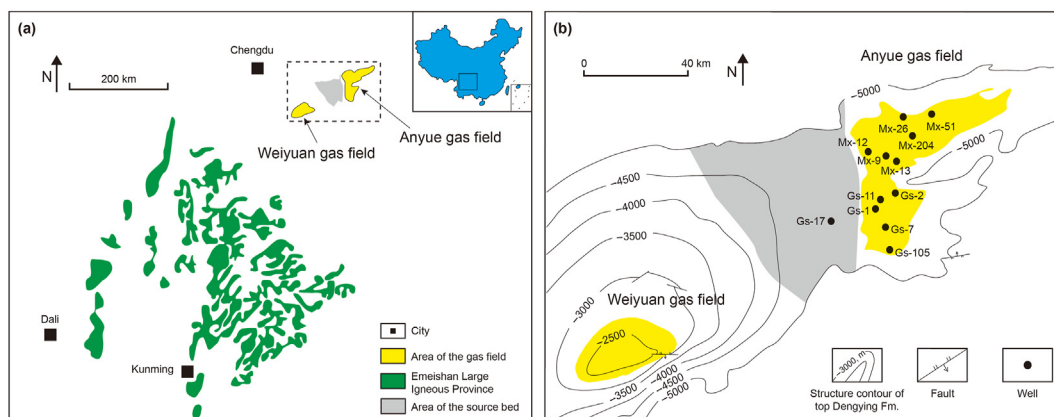 (a)
Chengdu
N
200 km
Anyue gas field
Weiyuan gas field
Dali
Kunming
City
Area of the gas field
Emeishan Large
Igneous Province
Area of the source bed
(b)
0
40 km
N
Anyue gas field
-5000
Mx-26
Mx-51
Mx-204
Mx-12
Mx-9
Mx-13
-5000
-4500
-4000
-3500
Gs-11
Gs-2
Gs-1
Gs-17
Gs-7
Gs-105
-3000
Weiyuan gas field
-2500
-3500
-4000
-4500
-5000
-3000, m
Structure contour of
top Dengying Fm.
Fault
Well